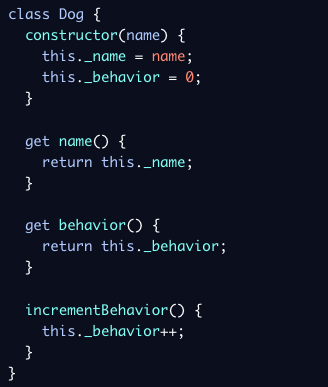 class Dog {
  constructor(name) {
    this._name = name;
    this._behavior = 0;
  }

  get name() {
    return this._name;
  }

  get behavior() {
    return this._behavior;
  }

  incrementBehavior() {
    this._behavior++;
  }
}